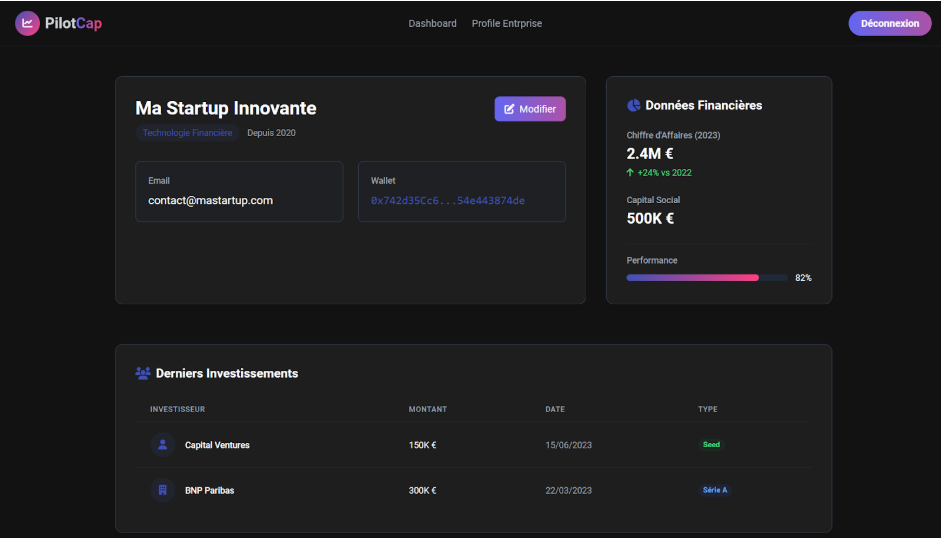 PilotCap
Dashboard Profile Entrprise
Déconnexion
Ma Startup Innovante
Modifier
Technologie Financière Depuis 2020
Email
contact@mastartup.com
Wallet
0x742d35Cc6...54e443874de
Données Financières
Chiffre d'Affaires (2023)
2.4M €
+24% vs 2022
Capital Social
500K €
Performance
82%
Derniers Investissements
INVESTISSEUR MONTANT DATE TYPE
Capital Ventures 150K € 15/06/2023 Seed
BNP Paribas 300K € 22/03/2023 Série A